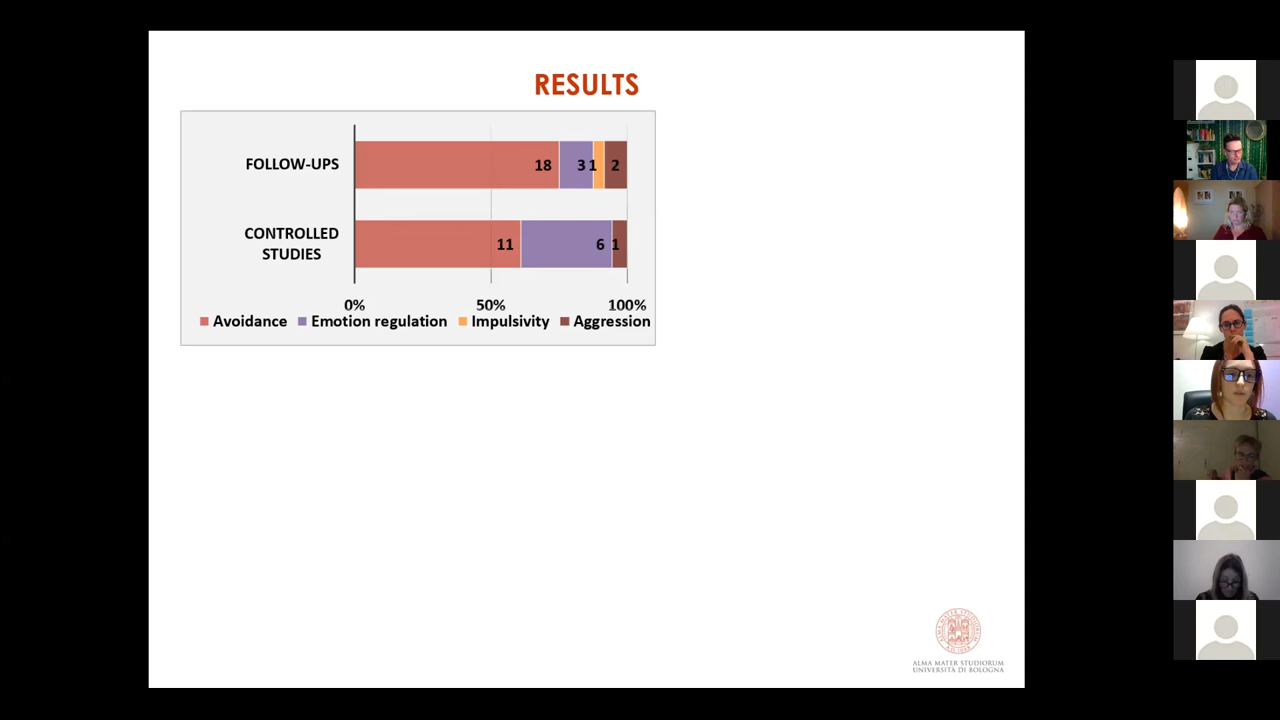 RESULTS
FOLLOW-UPS
18 3 1 2
CONTROLLED
STUDIES
11 6 1
0% 50% 100%
Avoidance Emotion regulation Impulsivity Aggression
ALMA MATER STUDIORUM
UNIVERSITÀ DI BOLOGNA